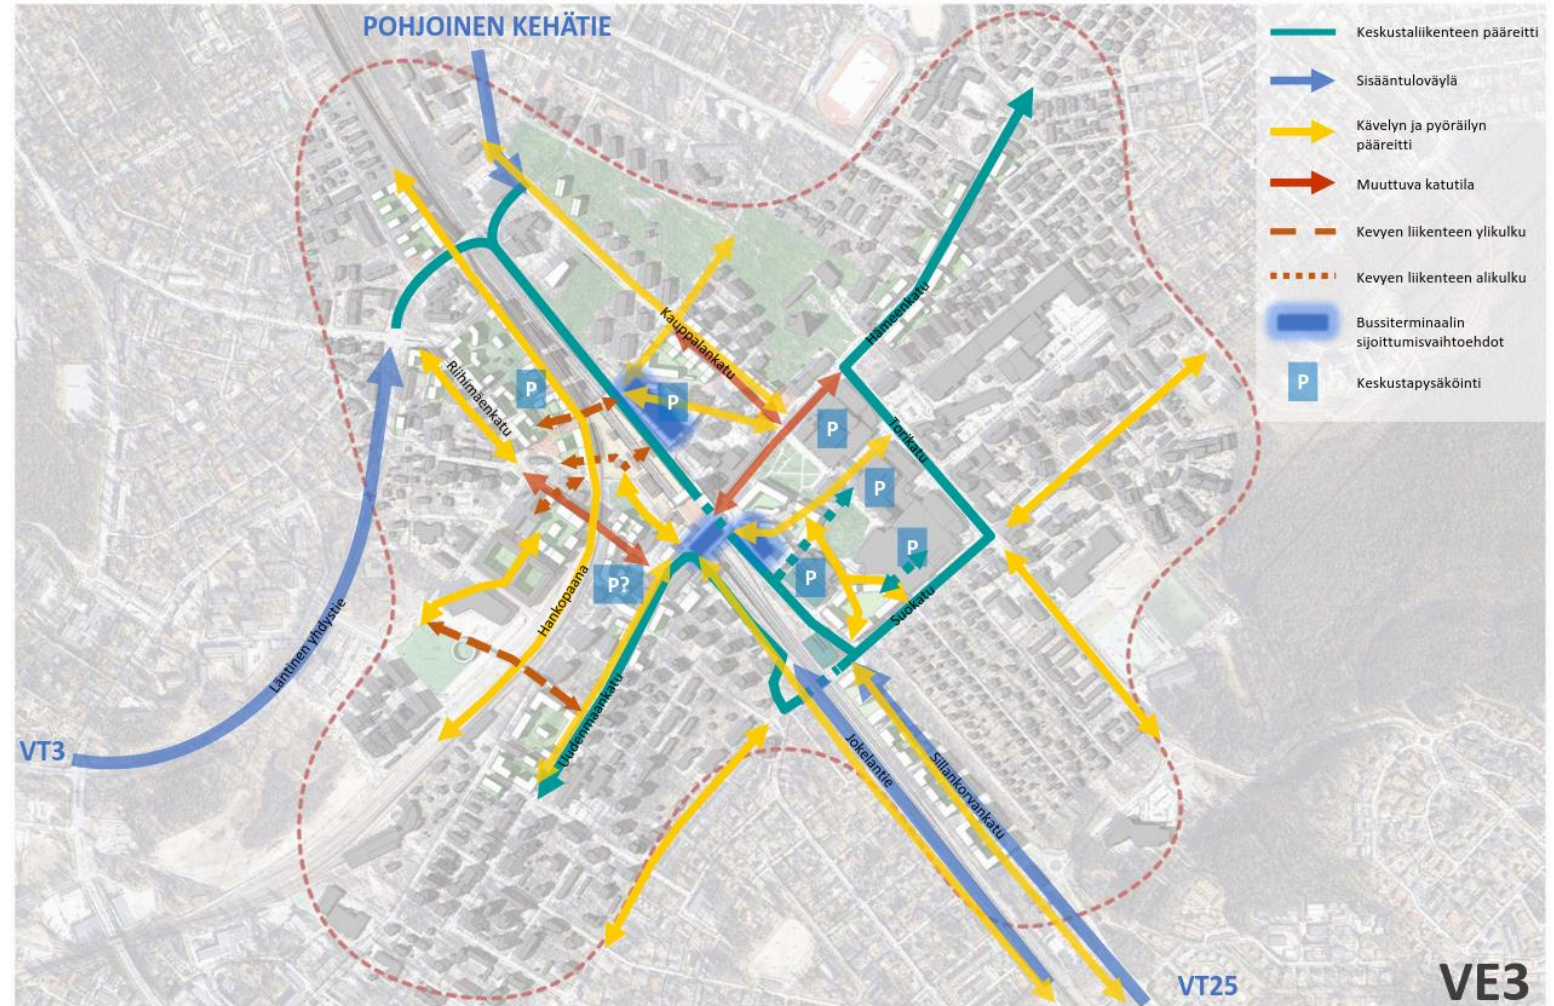 POHJOINEN KEHÄTIE
Keskustaliikenteen pääreitti
Sisääntuloväylä
Kävelyn ja pyöräilyn
pääreitti
Muuttuva katutila
Kevyen liikenteen ylikulku
Kevyen liikenteen alikulku
Bussiterminaalin
sijoittumisvaihtoehdot
P
Keskustapysäköinti
Hämeenkatu
Kauppalankatu
Riihimäenkatu
P
P
P
Torikatu
P
P
P
P?
Hankopaana
Suokatu
Läntinen yhdystie
Uudenmaankatu
VT3
Jokelantie
Sillankorvankatu
VT25
VE3